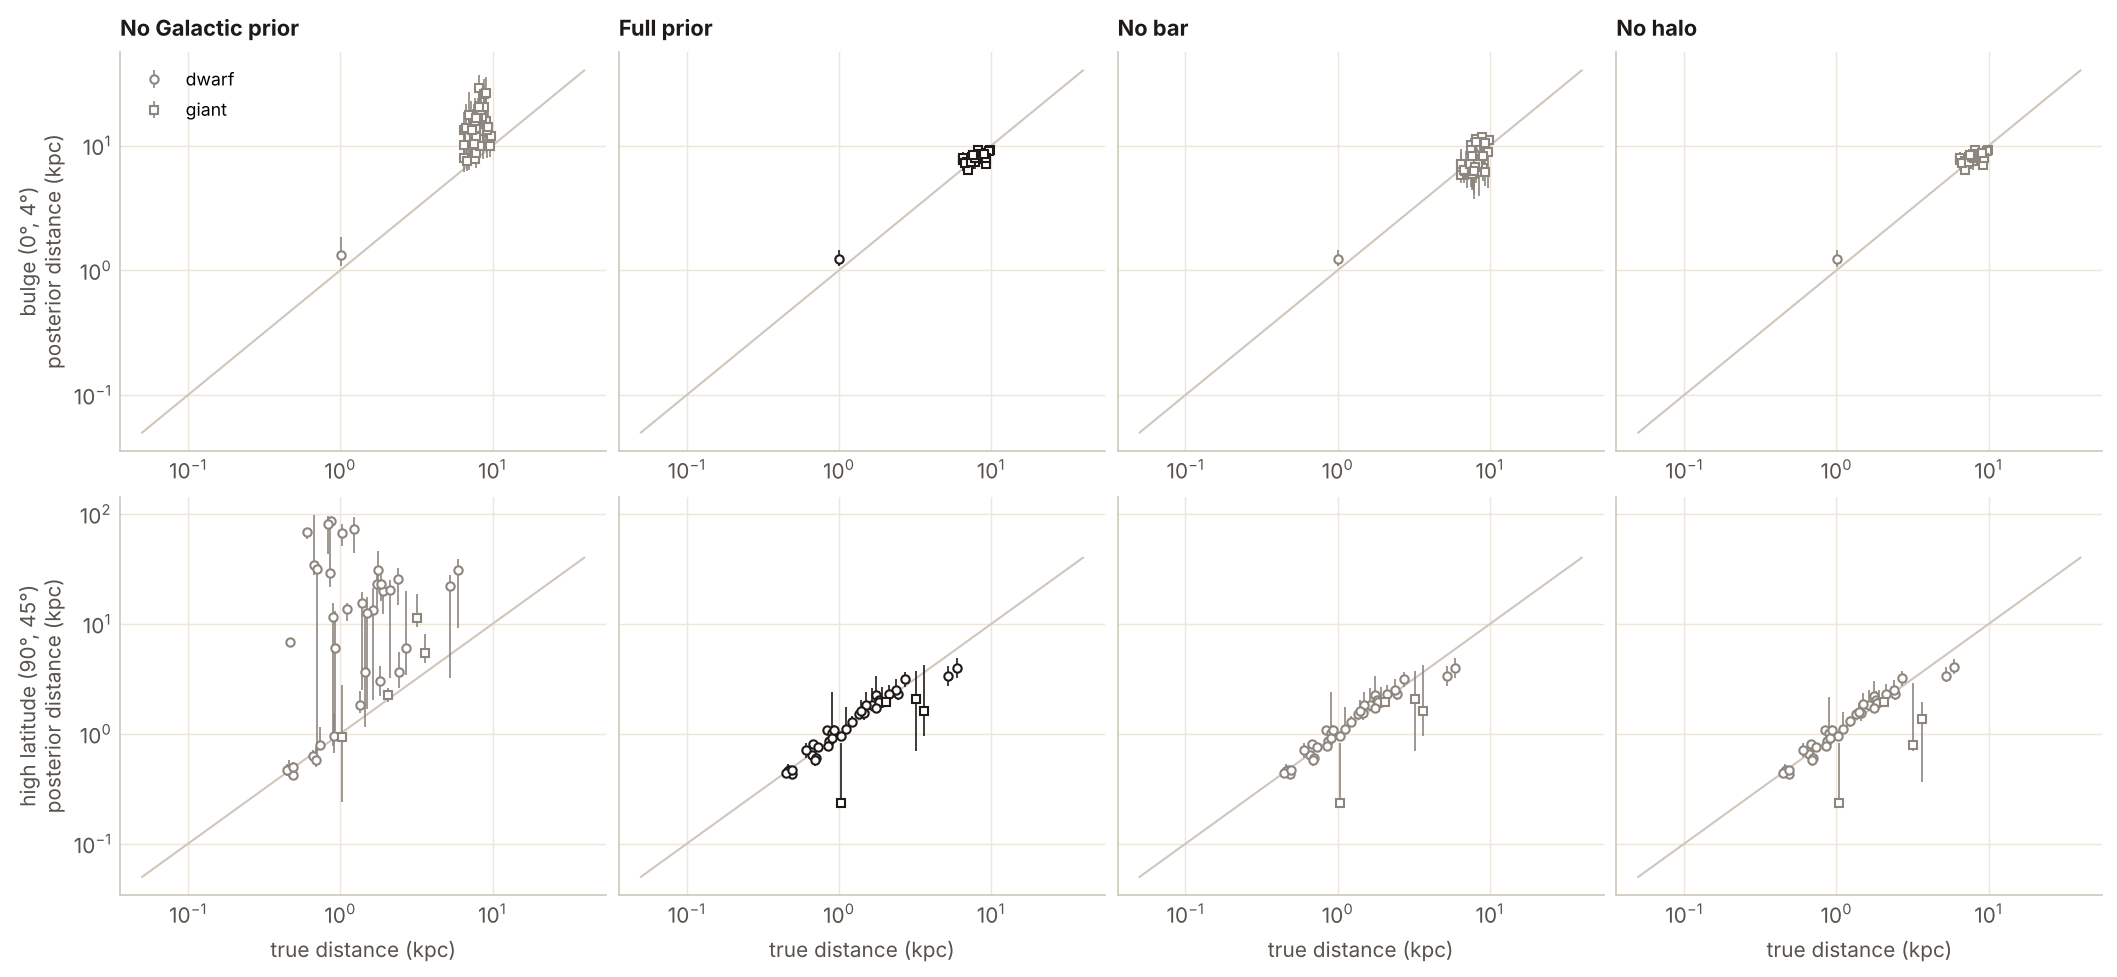 No Galactic prior
Full prior
No bar
No halo
dwarf
giant
bulge (0°, 4°)
posterior distance (kpc)
10¹
10⁰
10⁻¹
10⁻¹ 10⁰ 10¹
10⁻¹ 10⁰ 10¹
10⁻¹ 10⁰ 10¹
10⁻¹ 10⁰ 10¹
high latitude (90°, 45°)
posterior distance (kpc)
10²
10¹
10⁰
10⁻¹
10⁻¹ 10⁰ 10¹
10⁻¹ 10⁰ 10¹
10⁻¹ 10⁰ 10¹
10⁻¹ 10⁰ 10¹
true distance (kpc)
true distance (kpc)
true distance (kpc)
true distance (kpc)